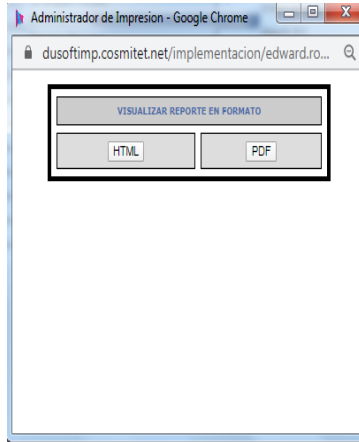 Administrador de Impresion - Google Chrome
dusoftimp.cosmitet.net/implementacion/edward.ro...
VISUALIZAR REPORTE EN FORMATO
HTML PDF